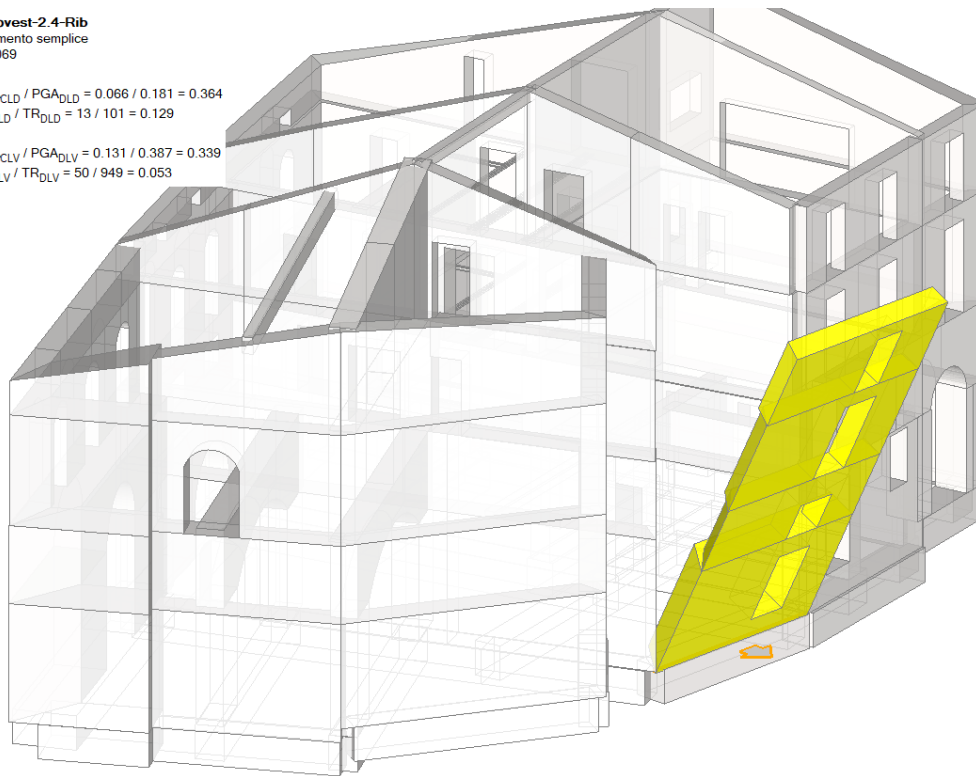 ovest-2.4-Rib
mento semplice
069
CLD / PGADLD = 0.066 / 0.181 = 0.364
LD / TRDLD = 13 / 101 = 0.129
CLV / PGADLV = 0.131 / 0.387 = 0.339
LV / TRDLV = 50 / 949 = 0.053